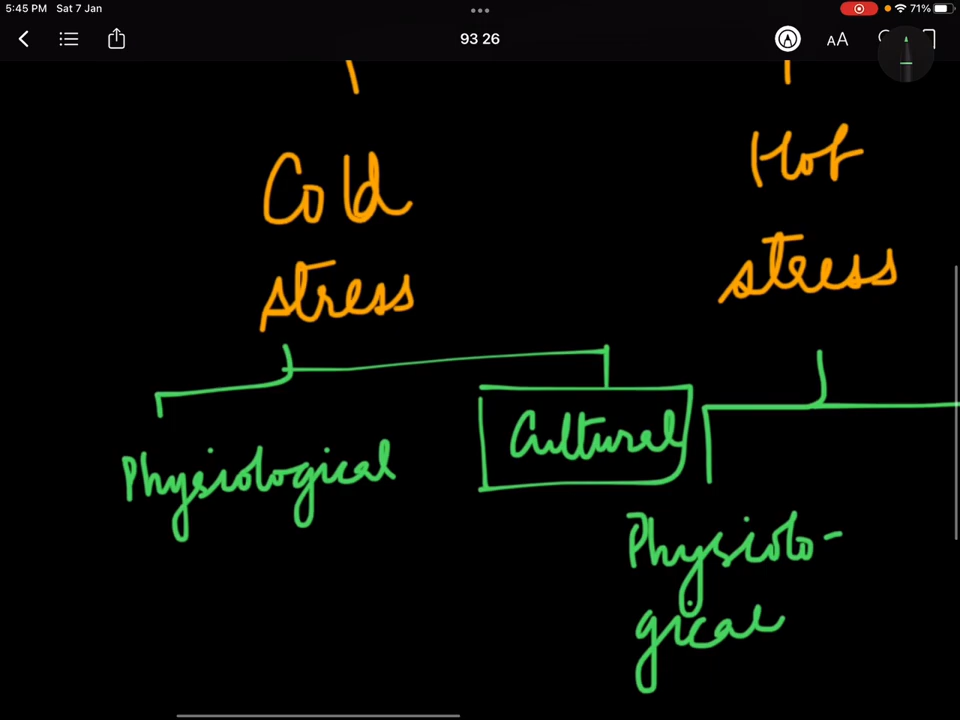 5:45 PM Sat 7 Jan
71%
93 26
AA
Cold
stress
Hot
stress
Physiological
Cultural
Physiolo-
gical